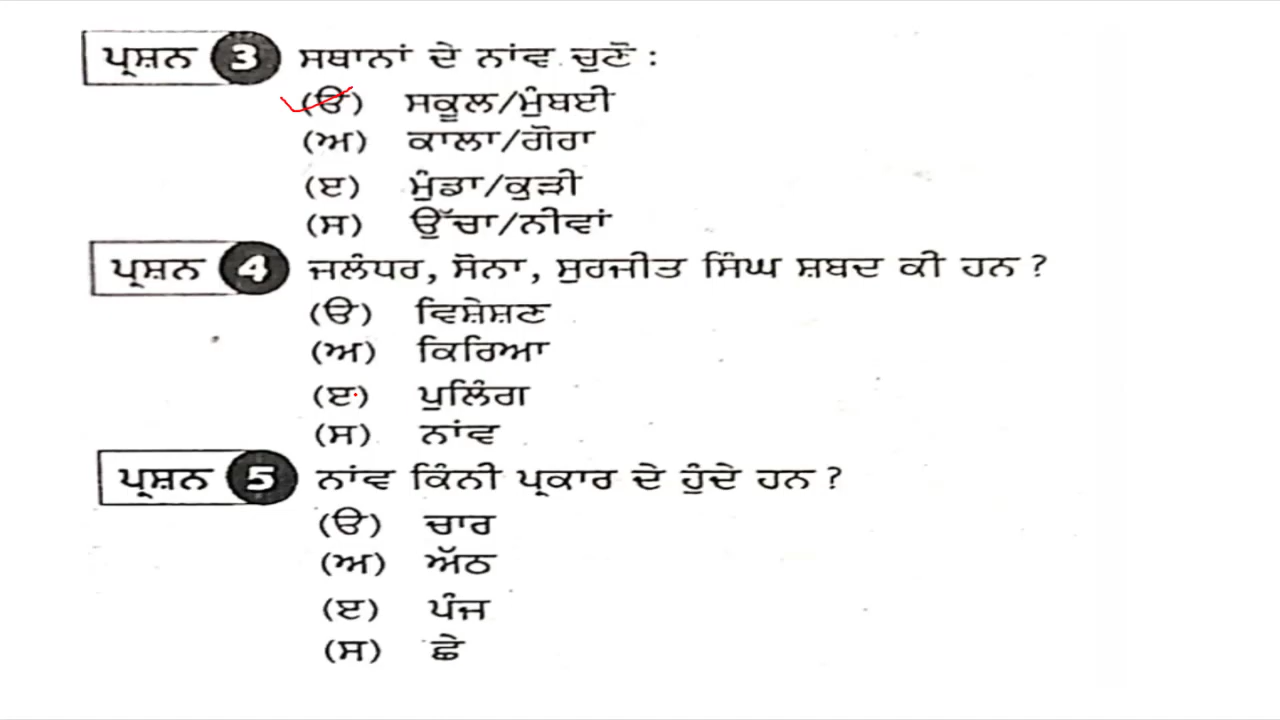 ਪ੍ਰਸ਼ਨ 3 ਸਥਾਨਾਂ ਦੇ ਨਾਂਵ ਚੁਣੋ :
(ੳ) ਸਕੂਲ/ਮੁੰਬਈ
(ਅ) ਕਾਲਾ/ਗੋਰਾ
(ੲ) ਮੁੰਡਾ/ਕੁੜੀ
(ਸ) ਉੱਚਾ/ਨੀਵਾਂ
ਪ੍ਰਸ਼ਨ 4 ਜਲੰਧਰ, ਸੋਨਾ, ਸੁਰਜੀਤ ਸਿੰਘ ਸ਼ਬਦ ਕੀ ਹਨ ?
(ੳ) ਵਿਸ਼ੇਸ਼ਣ
(ਅ) ਕਿਰਿਆ
(ੲ) ਪੁਲਿੰਗ
(ਸ) ਨਾਂਵ
ਪ੍ਰਸ਼ਨ 5 ਨਾਂਵ ਕਿੰਨੀ ਪ੍ਰਕਾਰ ਦੇ ਹੁੰਦੇ ਹਨ ?
(ੳ) ਚਾਰ
(ਅ) ਅੱਠ
(ੲ) ਪੰਜ
(ਸ) ਛੇ